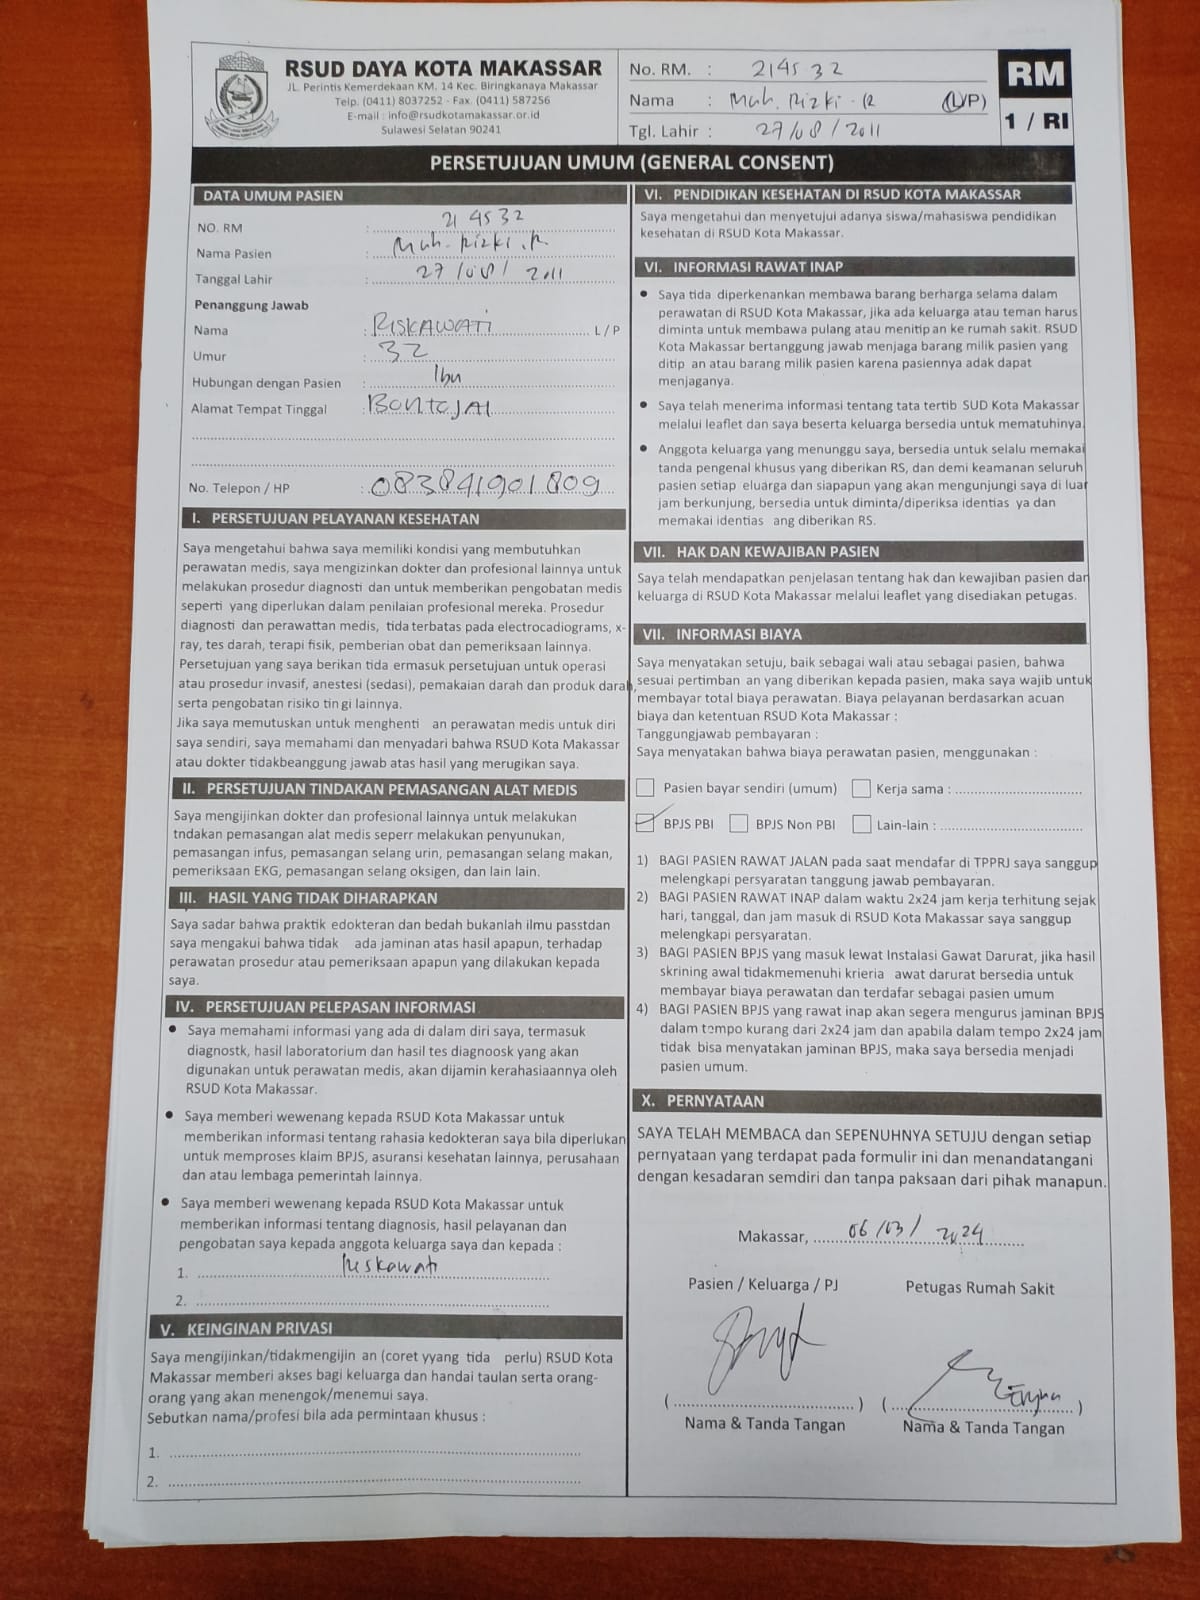 RSUD DAYA KOTA MAKASSAR
JL. Perintis Kemerdekaan KM. 14 Kec. Biringkanaya Makassar
Telp. (0411) 8037252 - Fax. (0411) 587256
E-mail : info@rsudkotamakassar.or.id
Sulawesi Selatan 90241
No. RM. : 214532
Nama : Muh. Rizki .R (L/P)
Tgl. Lahir : 27/08/2011
RM
1 / RI
PERSETUJUAN UMUM (GENERAL CONSENT)
DATA UMUM PASIEN
NO. RM : 214532
Nama Pasien : Muh. Rizki .R
Tanggal Lahir : 27/08/2011
Penanggung Jawab
Nama : RISKAWATI L / P
Umur : 32
Hubungan dengan Pasien : Ibu
Alamat Tempat Tinggal : BONTOJAI
No. Telepon / HP : 083841901809
I. PERSETUJUAN PELAYANAN KESEHATAN
Saya mengetahui bahwa saya memiliki kondisi yang membutuhkan
perawatan medis, saya mengizinkan dokter dan profesional lainnya untuk
melakukan prosedur diagnosti dan untuk memberikan pengobatan medis
seperti yang diperlukan dalam penilaian profesional mereka. Prosedur
diagnosti dan perawattan medis, tida terbatas pada electrocadiograms, x-
ray, tes darah, terapi fisik, pemberian obat dan pemeriksaan lainnya.
Persetujuan yang saya berikan tida ermasuk persetujuan untuk operasi
atau prosedur invasif, anestesi (sedasi), pemakaian darah dan produk darah,
serta pengobatan risiko tin gi lainnya.
Jika saya memutuskan untuk menghenti an perawatan medis untuk diri
saya sendiri, saya memahami dan menyadari bahwa RSUD Kota Makassar
atau dokter tidakbeanggung jawab atas hasil yang merugikan saya.
II. PERSETUJUAN TINDAKAN PEMASANGAN ALAT MEDIS
Saya mengijinkan dokter dan profesional lainnya untuk melakukan
tndakan pemasangan alat medis seperr melakukan penyunukan,
pemasangan infus, pemasangan selang urin, pemasangan selang makan,
pemeriksaan EKG, pemasangan selang oksigen, dan lain lain.
III. HASIL YANG TIDAK DIHARAPKAN
Saya sadar bahwa praktik edokteran dan bedah bukanlah ilmu passtdan
saya mengakui bahwa tidak ada jaminan atas hasil apapun, terhadap
perawatan prosedur atau pemeriksaan apapun yang dilakukan kepada
saya.
IV. PERSETUJUAN PELEPASAN INFORMASI
• Saya memahami informasi yang ada di dalam diri saya, termasuk
diagnostk, hasil laboratorium dan hasil tes diagnoosk yang akan
digunakan untuk perawatan medis, akan dijamin kerahasiaannya oleh
RSUD Kota Makassar.
• Saya memberi wewenang kepada RSUD Kota Makassar untuk
memberikan informasi tentang rahasia kedokteran saya bila diperlukan
untuk memproses klaim BPJS, asuransi kesehatan lainnya, perusahaan
dan atau lembaga pemerintah lainnya.
• Saya memberi wewenang kepada RSUD Kota Makassar untuk
memberikan informasi tentang diagnosis, hasil pelayanan dan
pengobatan saya kepada anggota keluarga saya dan kepada :
1. Riskawati
2.
V. KEINGINAN PRIVASI
Saya mengijinkan/tidakmengijin an (coret yyang tida perlu) RSUD Kota
Makassar memberi akses bagi keluarga dan handai taulan serta orang-
orang yang akan menengok/menemui saya.
Sebutkan nama/profesi bila ada permintaan khusus :
1.
2.
VI. PENDIDIKAN KESEHATAN DI RSUD KOTA MAKASSAR
Saya mengetahui dan menyetujui adanya siswa/mahasiswa pendidikan
kesehatan di RSUD Kota Makassar.
VI. INFORMASI RAWAT INAP
• Saya tida diperkenankan membawa barang berharga selama dalam
perawatan di RSUD Kota Makassar, jika ada keluarga atau teman harus
diminta untuk membawa pulang atau menitip an ke rumah sakit. RSUD
Kota Makassar bertanggung jawab menjaga barang milik pasien yang
ditip an atau barang milik pasien karena pasiennya adak dapat
menjaganya.
• Saya telah menerima informasi tentang tata tertib SUD Kota Makassar
melalui leaflet dan saya beserta keluarga bersedia untuk mematuhinya
• Anggota keluarga yang menunggu saya, bersedia untuk selalu memakai
tanda pengenal khusus yang diberikan RS, dan demi keamanan seluruh
pasien setiap eluarga dan siapapun yang akan mengunjungi saya di luar
jam berkunjung, bersedia untuk diminta/diperiksa identias ya dan
memakai identias ang diberikan RS.
VII. HAK DAN KEWAJIBAN PASIEN
Saya telah mendapatkan penjelasan tentang hak dan kewajiban pasien dan
keluarga di RSUD Kota Makassar melalui leaflet yang disediakan petugas.
VII. INFORMASI BIAYA
Saya menyatakan setuju, baik sebagai wali atau sebagai pasien, bahwa
sesuai pertimban an yang diberikan kepada pasien, maka saya wajib untuk
membayar total biaya perawatan. Biaya pelayanan berdasarkan acuan
biaya dan ketentuan RSUD Kota Makassar :
Tanggungjawab pembayaran :
Saya menyatakan bahwa biaya perawatan pasien, menggunakan :
Pasien bayar sendiri (umum) Kerja sama :
BPJS PBI BPJS Non PBI Lain-lain :
1) BAGI PASIEN RAWAT JALAN pada saat mendafar di TPPRJ saya sanggup
melengkapi persyaratan tanggung jawab pembayaran.
2) BAGI PASIEN RAWAT INAP dalam waktu 2x24 jam kerja terhitung sejak
hari, tanggal, dan jam masuk di RSUD Kota Makassar saya sanggup
melengkapi persyaratan.
3) BAGI PASIEN BPJS yang masuk lewat Instalasi Gawat Darurat, jika hasil
skrining awal tidakmemenuhi krieria awat darurat bersedia untuk
membayar biaya perawatan dan terdafar sebagai pasien umum
4) BAGI PASIEN BPJS yang rawat inap akan segera mengurus jaminan BPJS
dalam tempo kurang dari 2x24 jam dan apabila dalam tempo 2x24 jam
tidak bisa menyatakan jaminan BPJS, maka saya bersedia menjadi
pasien umum.
X. PERNYATAAN
SAYA TELAH MEMBACA dan SEPENUHNYA SETUJU dengan setiap
pernyataan yang terdapat pada formulir ini dan menandatangani
dengan kesadaran semdiri dan tanpa paksaan dari pihak manapun.
Makassar, 06/03/2024
Pasien / Keluarga / PJ Petugas Rumah Sakit
Nama & Tanda Tangan Nama & Tanda Tangan